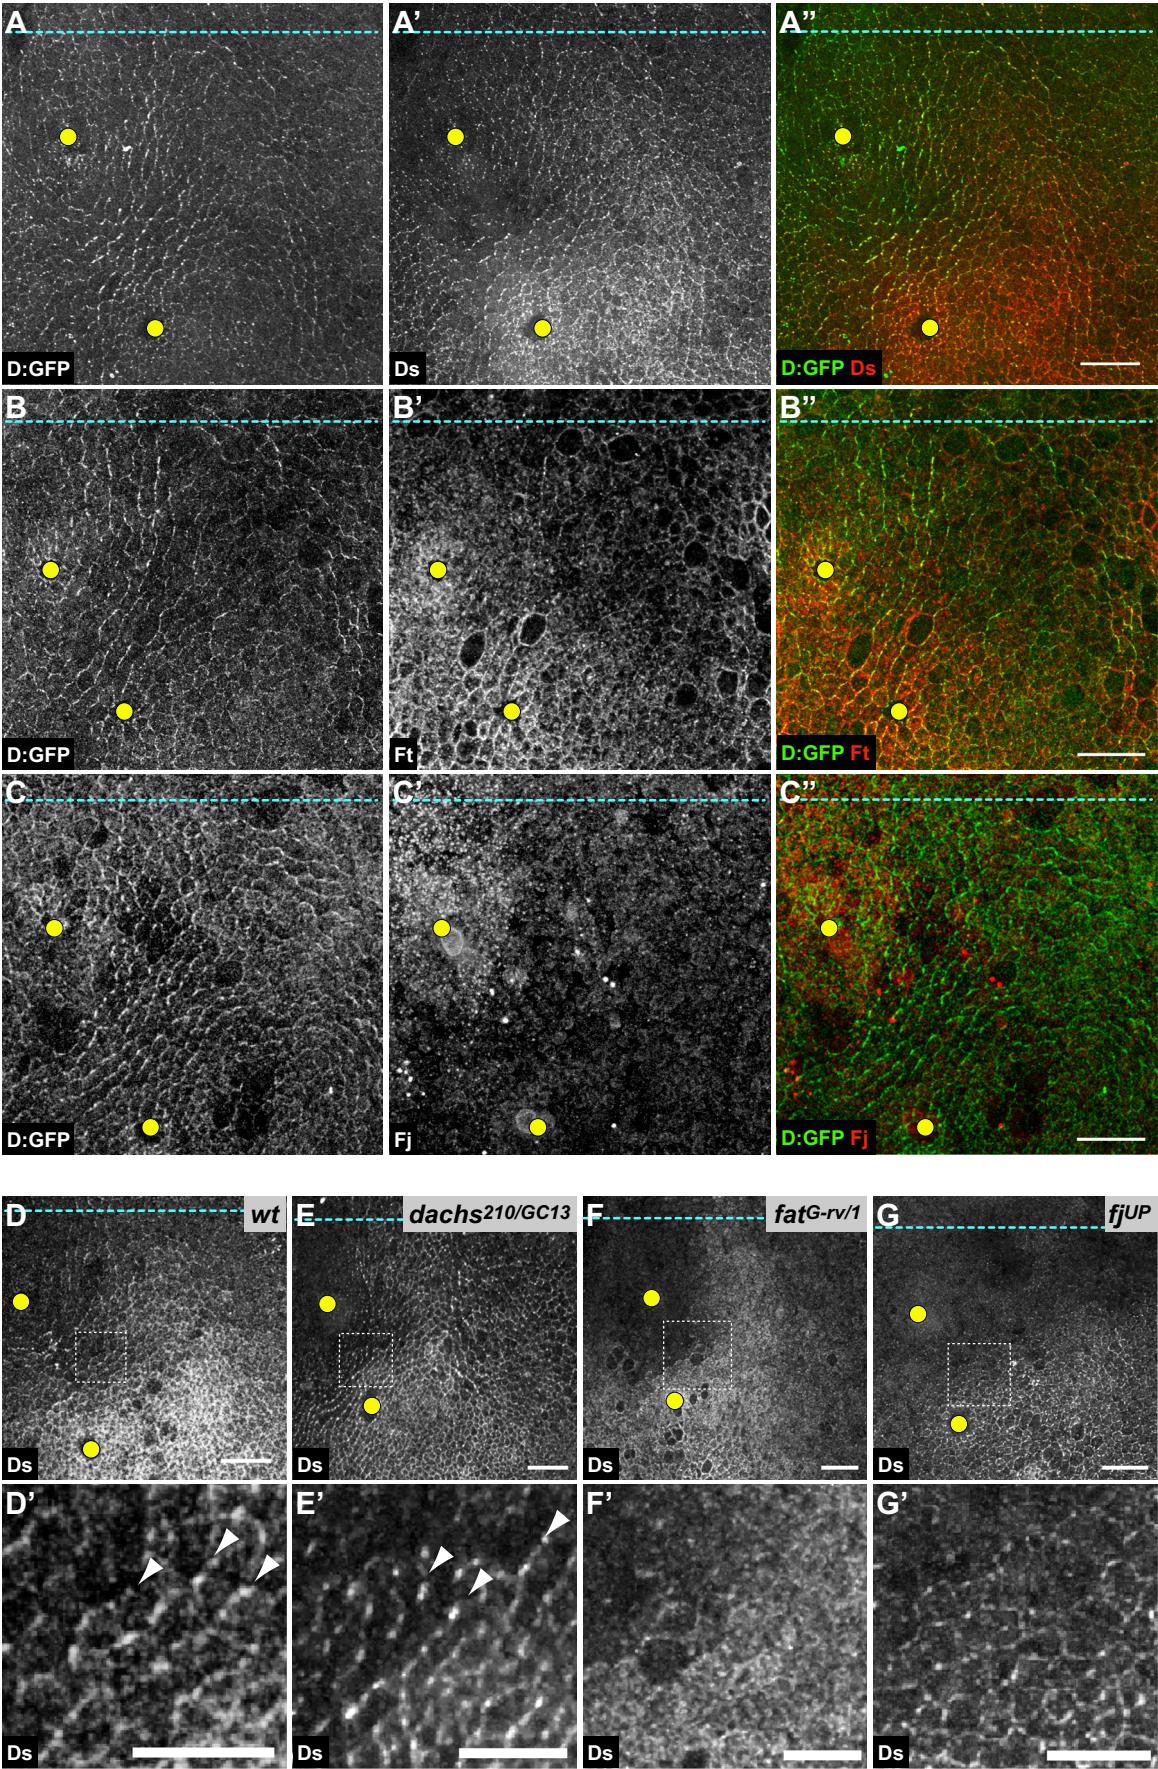 A A’ A”
D:GFP Ds D:GFP Ds
B B’ B”
D:GFP Ft D:GFP Ft
C C’ C”
D:GFP Fj D:GFP Fj
D wt E dachs210/GC13 F fatG-rv/1 G fjUP
Ds Ds Ds Ds
D’ E’ F’ G’
Ds Ds Ds Ds